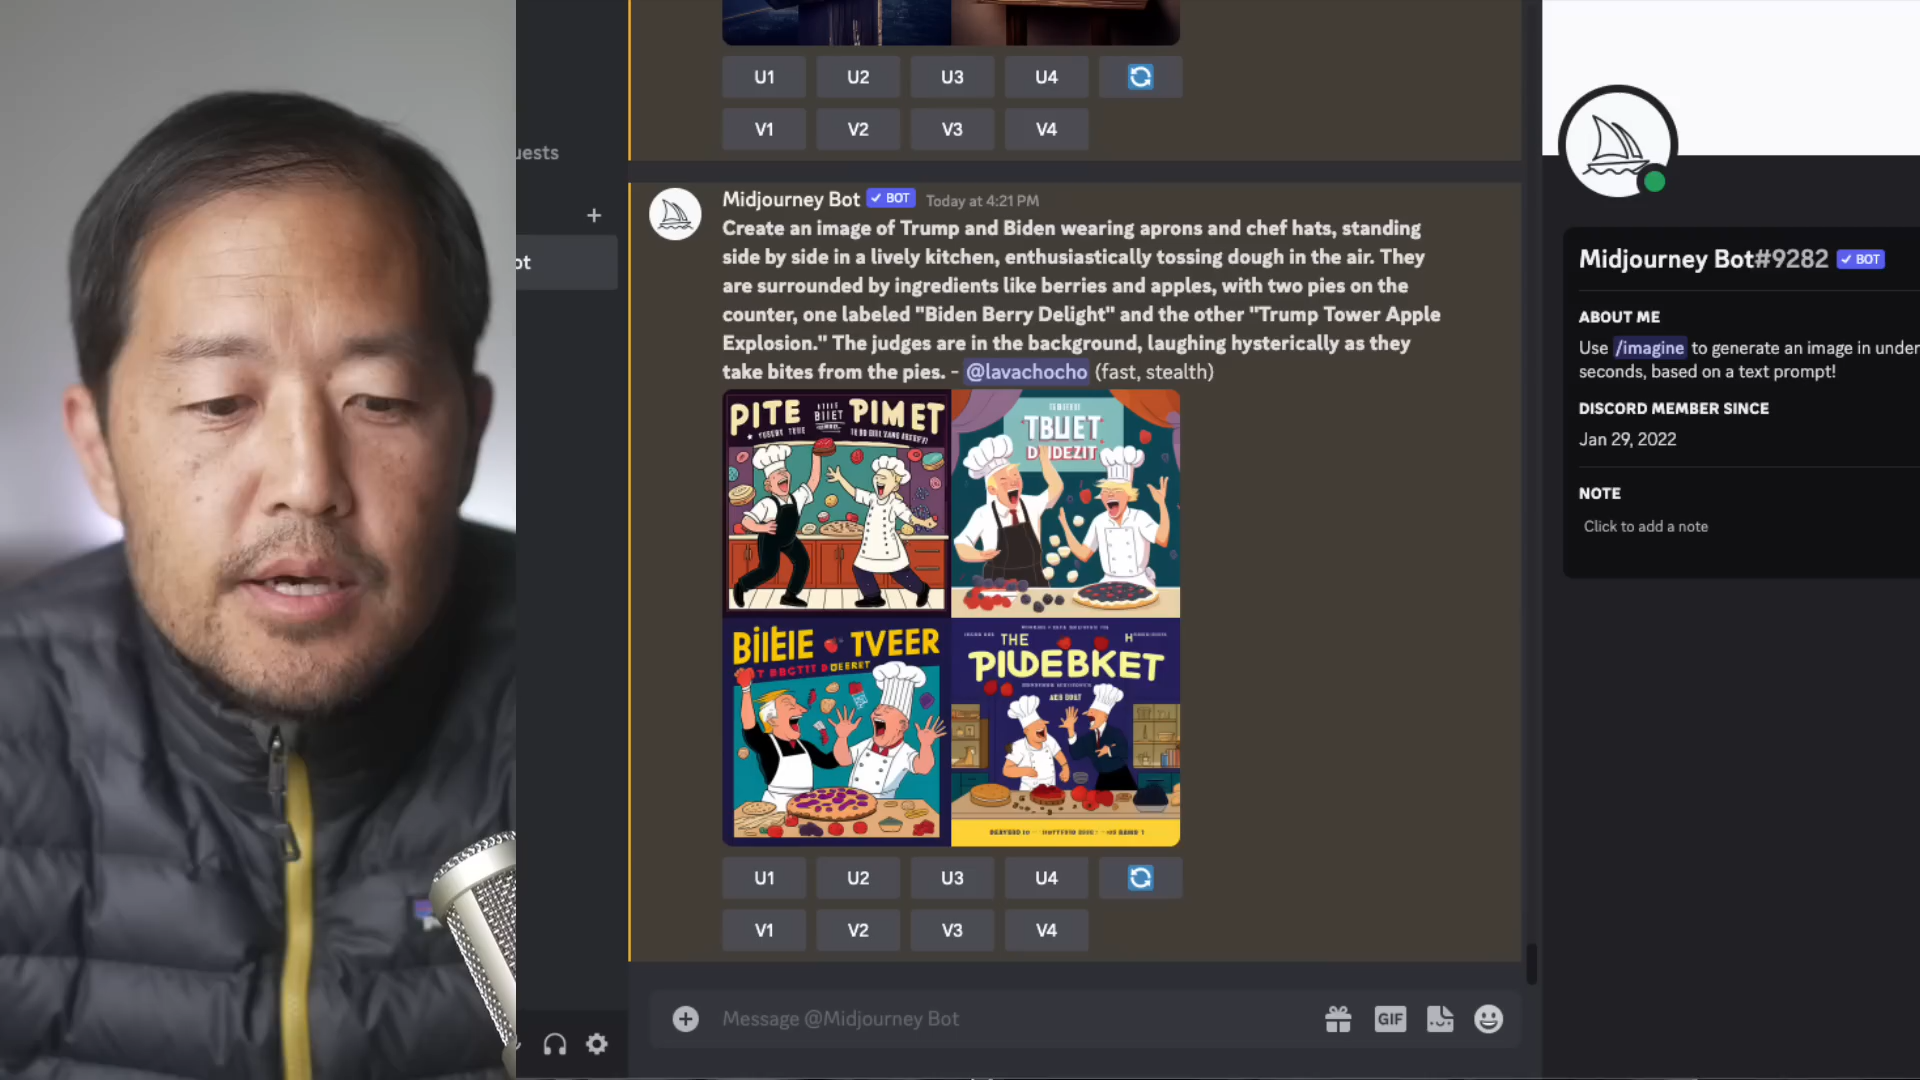 U1 U2 U3 U4
V1 V2 V3 V4
uests
ot
Midjourney Bot BOT Today at 4:21 PM
Create an image of Trump and Biden wearing aprons and chef hats, standing
side by side in a lively kitchen, enthusiastically tossing dough in the air. They
are surrounded by ingredients like berries and apples, with two pies on the
counter, one labeled "Biden Berry Delight" and the other "Trump Tower Apple
Explosion." The judges are in the background, laughing hysterically as they
take bites from the pies. - @lavachocho (fast, stealth)
PITE BIIET PIMET
TBUET
BIIEIE TVEER
THE
PIUDEBKET
U1 U2 U3 U4
V1 V2 V3 V4
Message @Midjourney Bot
GIF
Midjourney Bot#9282 BOT
ABOUT ME
Use /imagine to generate an image in under
seconds, based on a text prompt!
DISCORD MEMBER SINCE
Jan 29, 2022
NOTE
Click to add a note